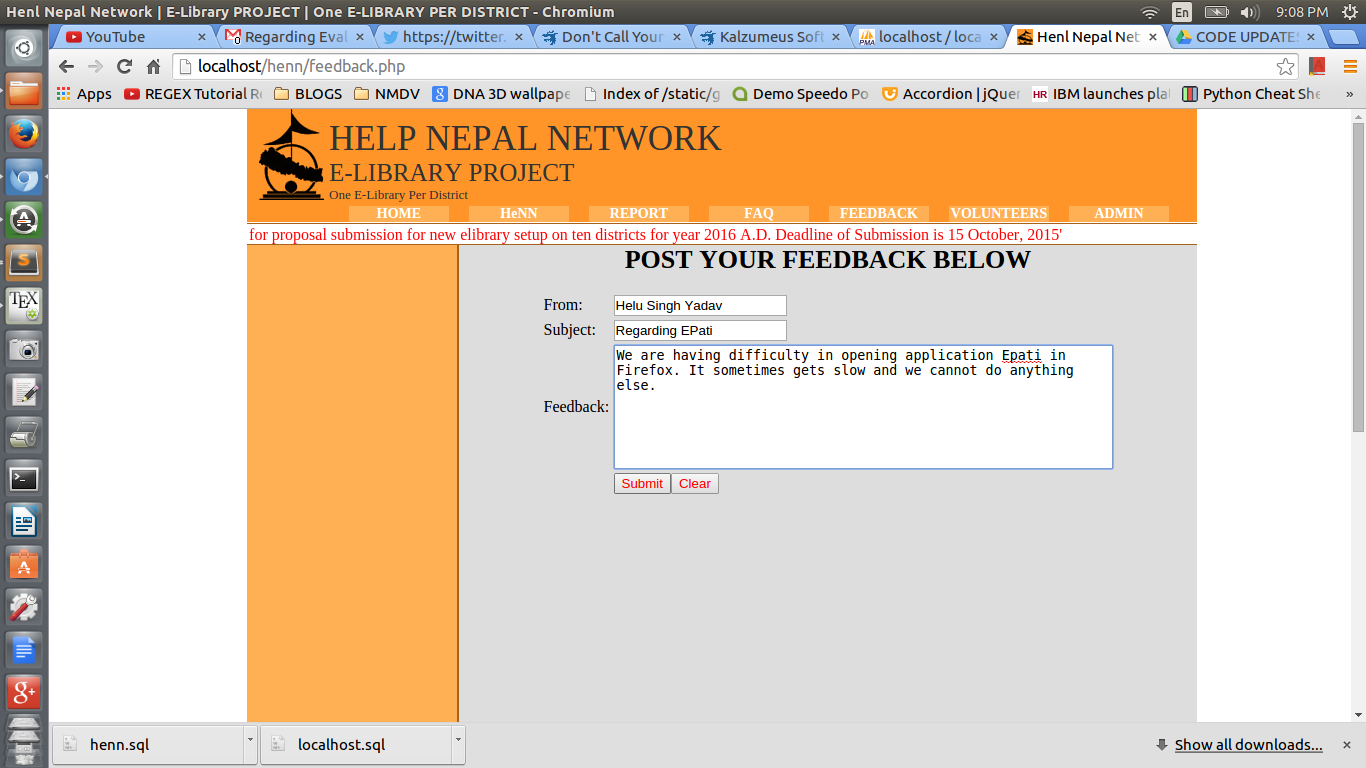 Henl Nepal Network | E-Library PROJECT | One E-LIBRARY PER DISTRICT - Chromium
En
9:08 PM
YouTube
Regarding Eval
https://twitter.
Don't Call Your
Kalzumeus Soft
localhost / loca
Henl Nepal Net
CODE UPDATES
localhost/henn/feedback.php
Apps
REGEX Tutorial Re
BLOGS
NMDV
DNA 3D wallpape
Index of /static/g
Demo Speedo Po
Accordion | jQuer
HR IBM launches plat
Python Cheat She
»
HELP NEPAL NETWORK
E-LIBRARY PROJECT
One E-Library Per District
HOME
HeNN
REPORT
FAQ
FEEDBACK
VOLUNTEERS
ADMIN
for proposal submission for new elibrary setup on ten districts for year 2016 A.D. Deadline of Submission is 15 October, 2015'
POST YOUR FEEDBACK BELOW
From: Helu Singh Yadav
Subject: Regarding EPati
We are having difficulty in opening application Epati in
Firefox. It sometimes gets slow and we cannot do anything
else.
Feedback:
Submit Clear
TEX
henn.sql
localhost.sql
Show all downloads...